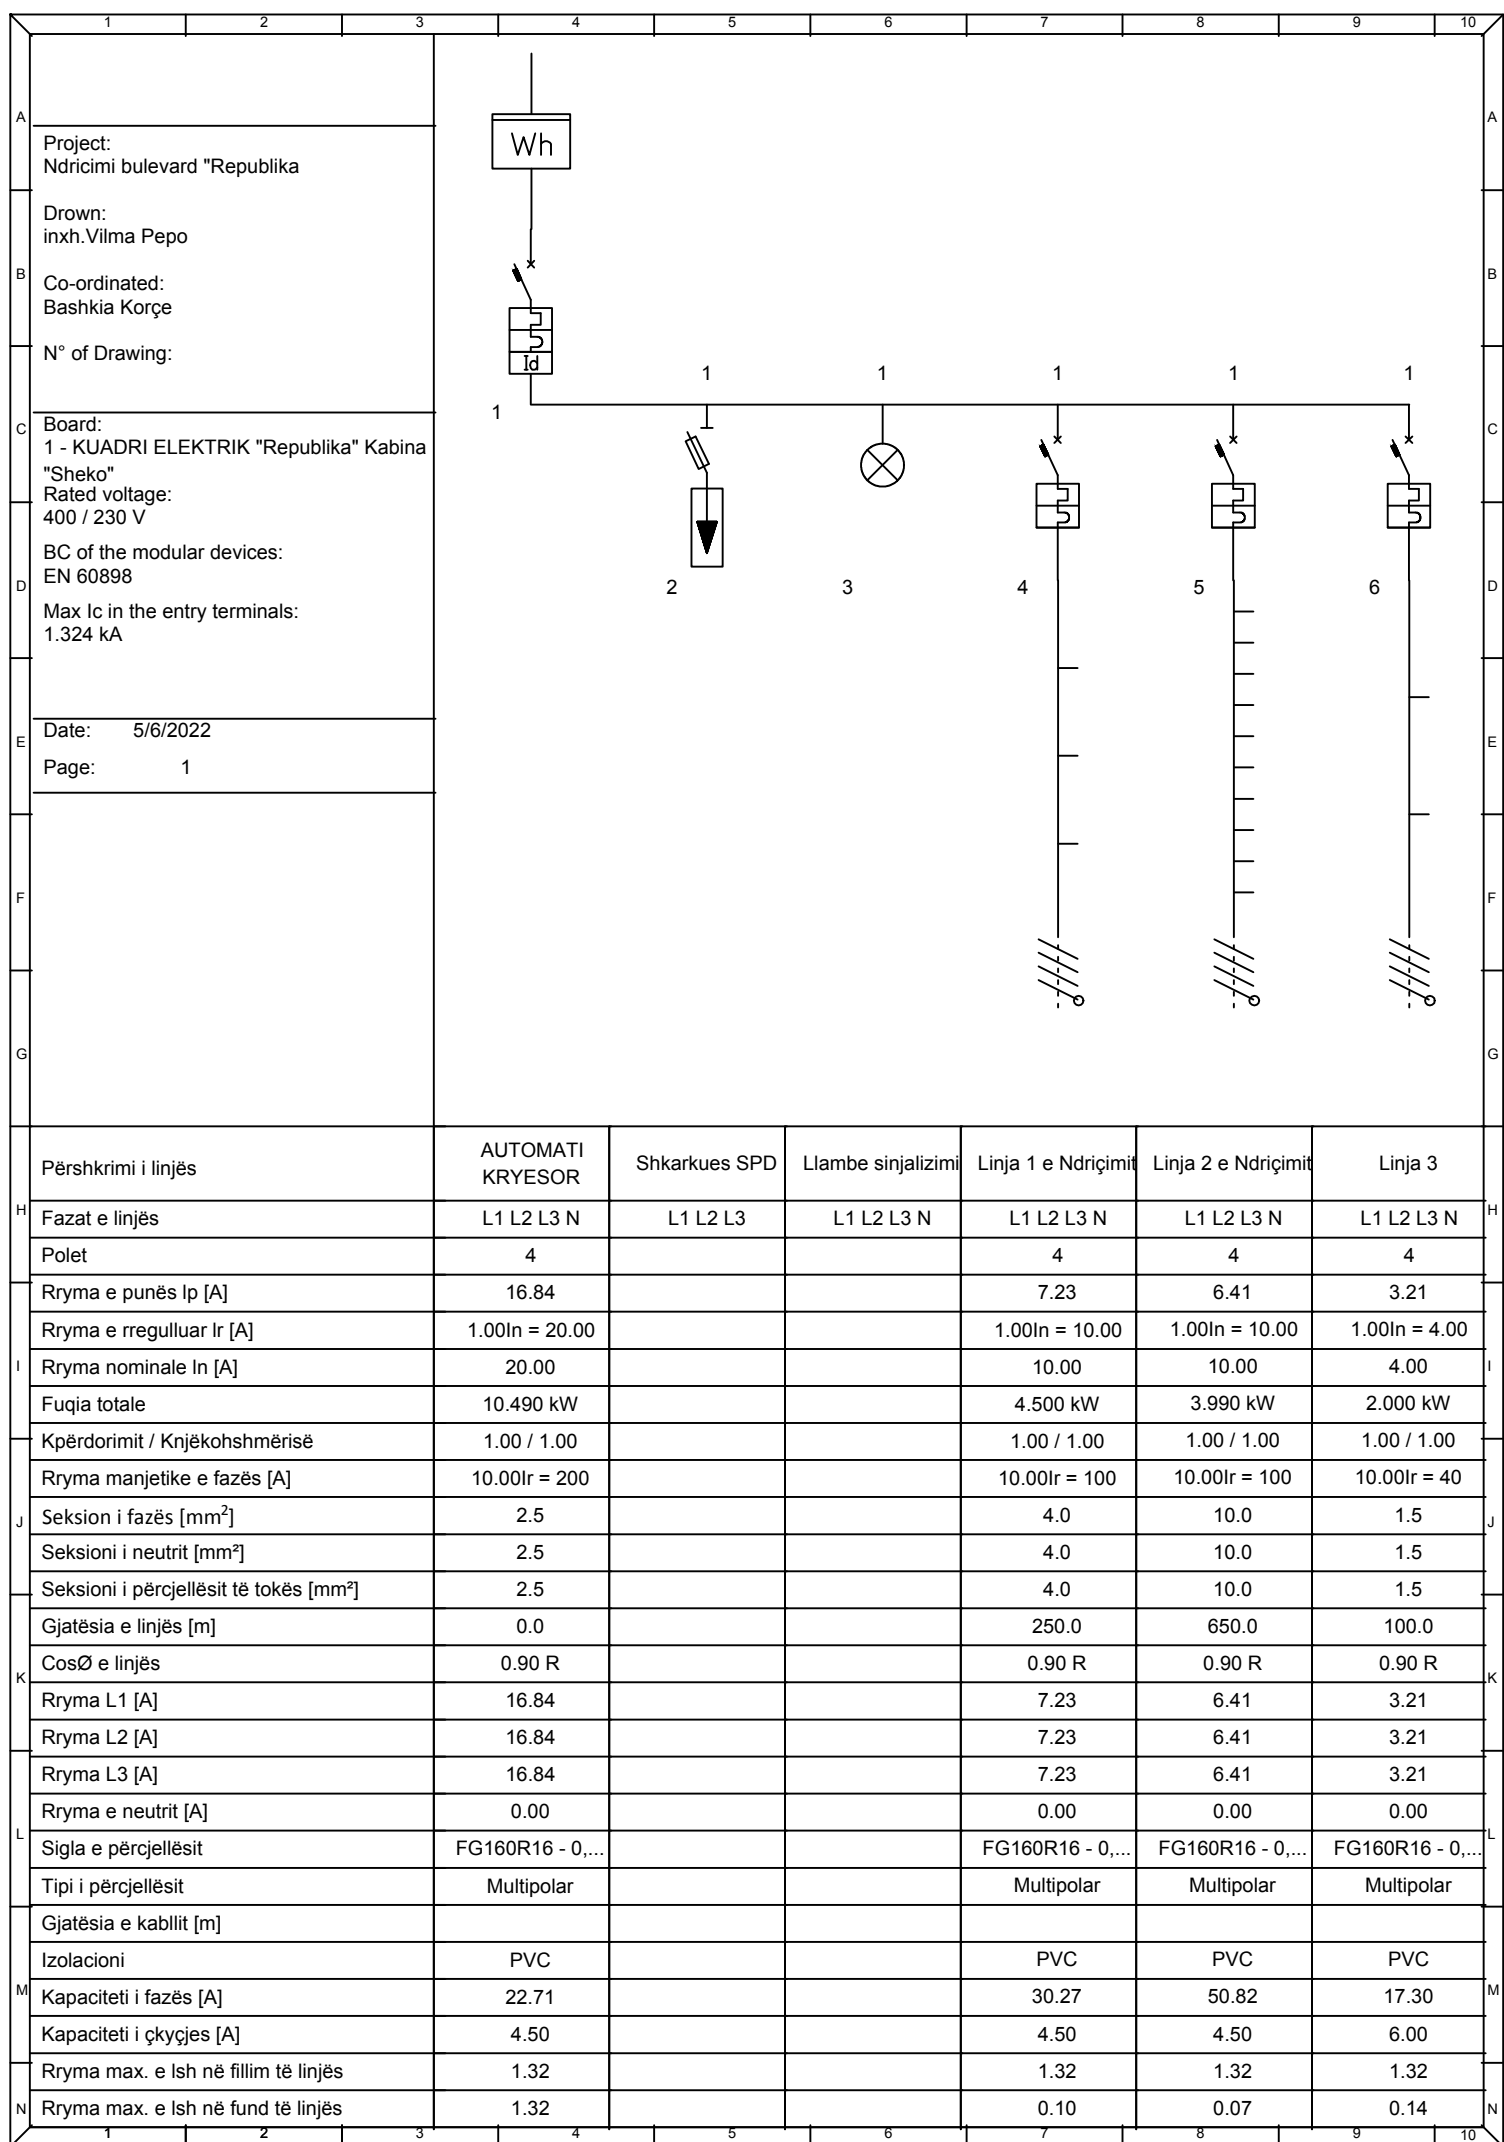 1 2 3 4 5 6 7 8 9 10
A A
Project:
Ndricimi bulevard "Republika
Wh
Drown:
inxh.Vilma Pepo
B B
Co-ordinated:
Bashkia Korçe
N° of Drawing:
Id
1 1 1 1 1
1
C C
Board:
1 - KUADRI ELEKTRIK "Republika" Kabina
"Sheko"
Rated voltage:
400 / 230 V
BC of the modular devices:
EN 60898
D D
2 3 4 5 6
Max Ic in the entry terminals:
1.324 kA
E E
Date: 5/6/2022
Page: 1
F F
G G
Përshkrimi i linjës AUTOMATI KRYESOR Shkarkues SPD Llambe sinjalizimi Linja 1 e Ndriçimit Linja 2 e Ndriçimit Linja 3
H H
Fazat e linjës L1 L2 L3 N L1 L2 L3 L1 L2 L3 N L1 L2 L3 N L1 L2 L3 N L1 L2 L3 N
Polet 4 4 4 4
Rryma e punës Ip [A] 16.84 7.23 6.41 3.21
Rryma e rregulluar Ir [A] 1.00In = 20.00 1.00In = 10.00 1.00In = 10.00 1.00In = 4.00
I Rryma nominale In [A] 20.00 10.00 10.00 4.00 I
Fuqia totale 10.490 kW 4.500 kW 3.990 kW 2.000 kW
Kpërdorimit / Knjëkohshmërisë 1.00 / 1.00 1.00 / 1.00 1.00 / 1.00 1.00 / 1.00
Rryma manjetike e fazës [A] 10.00Ir = 200 10.00Ir = 100 10.00Ir = 100 10.00Ir = 40
J Seksion i fazës [mm²] 2.5 4.0 10.0 1.5 J
Seksioni i neutrit [mm²] 2.5 4.0 10.0 1.5
Seksioni i përcjellësit të tokës [mm²] 2.5 4.0 10.0 1.5
Gjatësia e linjës [m] 0.0 250.0 650.0 100.0
K CosØ e linjës 0.90 R 0.90 R 0.90 R 0.90 R K
Rryma L1 [A] 16.84 7.23 6.41 3.21
Rryma L2 [A] 16.84 7.23 6.41 3.21
Rryma L3 [A] 16.84 7.23 6.41 3.21
Rryma e neutrit [A] 0.00 0.00 0.00 0.00
L Sigla e përcjellësit FG160R16 - 0,... FG160R16 - 0,... FG160R16 - 0,... FG160R16 - 0,... L
Tipi i përcjellësit Multipolar Multipolar Multipolar Multipolar
Gjatësia e kabllit [m]
Izolacioni PVC PVC PVC PVC
M Kapaciteti i fazës [A] 22.71 30.27 50.82 17.30 M
Kapaciteti i çkyçjes [A] 4.50 4.50 4.50 6.00
Rryma max. e lsh në fillim të linjës 1.32 1.32 1.32 1.32
N Rryma max. e lsh në fund të linjës 1.32 0.10 0.07 0.14 N
1 2 3 4 5 6 7 8 9 10